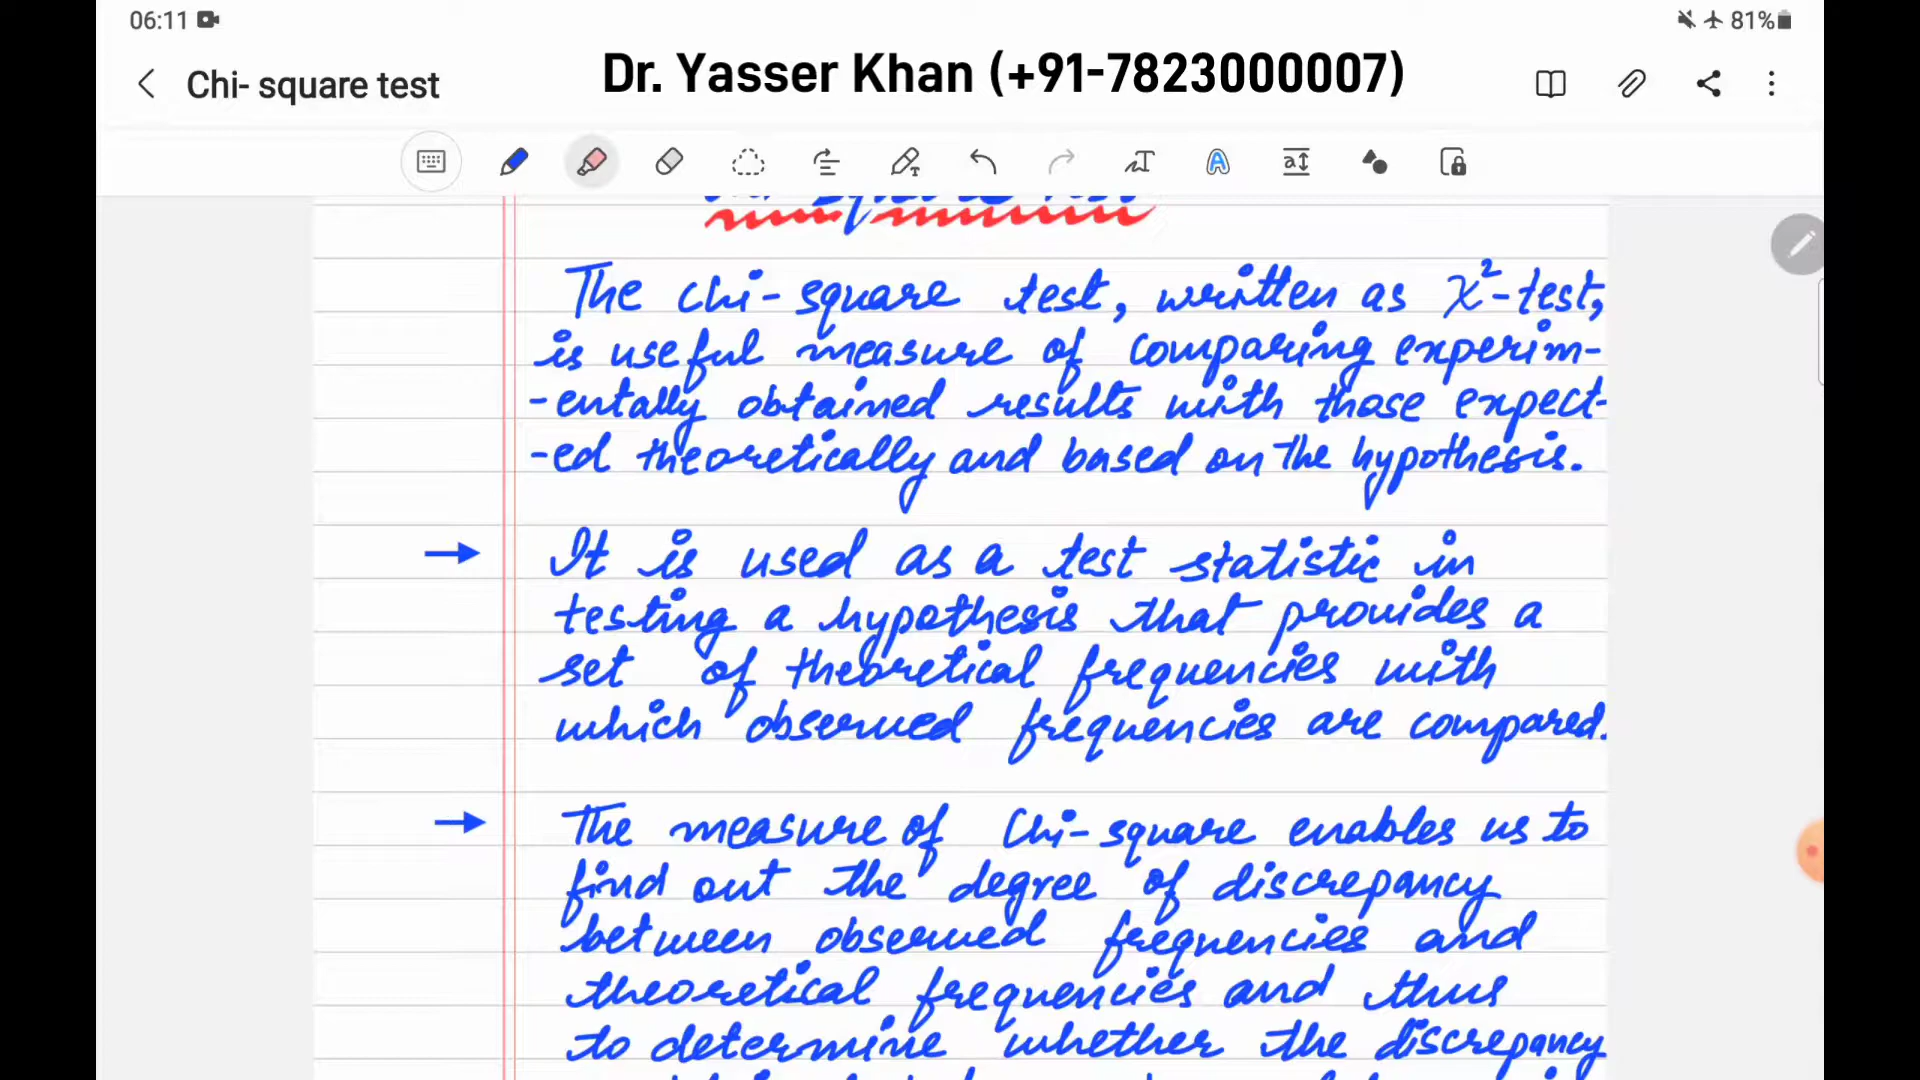 06:11
81%
Chi- square test
Dr. Yasser Khan (+91-7823000007)
The chi-square test, written as χ²-test,
is useful measure of comparing experim-
-entally obtained results with those expect-
-ed theoretically and based on the hypothesis.
→ It is used as a test statistic in
testing a hypothesis that provides a
set of theoretical frequencies with
which observed frequencies are compared.
→ The measure of Chi-square enables us to
find out the degree of discrepancy
between observed frequencies and
theoretical frequencies and thus
to determine whether the discrepancy